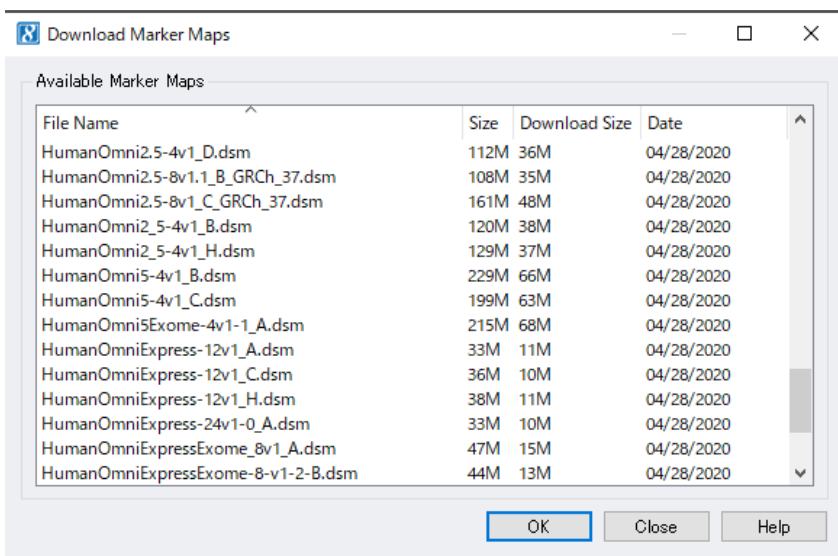 8 Download Marker Maps
Available Marker Maps
File Name Size Download Size Date
HumanOmni2.5-4v1_D.dsm 112M 36M 04/28/2020
HumanOmni2.5-8v1.1_B_GRCh_37.dsm 108M 35M 04/28/2020
HumanOmni2.5-8v1_C_GRCh_37.dsm 161M 48M 04/28/2020
HumanOmni2_5-4v1_B.dsm 120M 38M 04/28/2020
HumanOmni2_5-4v1_H.dsm 129M 37M 04/28/2020
HumanOmni5-4v1_B.dsm 229M 66M 04/28/2020
HumanOmni5-4v1_C.dsm 199M 63M 04/28/2020
HumanOmni5Exome-4v1-1_A.dsm 215M 68M 04/28/2020
HumanOmniExpress-12v1_A.dsm 33M 11M 04/28/2020
HumanOmniExpress-12v1_C.dsm 36M 10M 04/28/2020
HumanOmniExpress-12v1_H.dsm 38M 11M 04/28/2020
HumanOmniExpress-24v1-0_A.dsm 33M 10M 04/28/2020
HumanOmniExpressExome_8v1_A.dsm 47M 15M 04/28/2020
HumanOmniExpressExome-8-v1-2-B.dsm 44M 13M 04/28/2020
OK Close Help